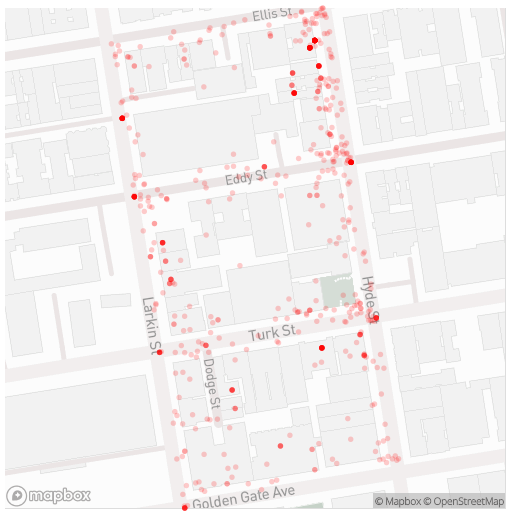 Ellis St
Eddy St
Hyde St
Larkin St
Turk St
Dodge St
Golden Gate Ave
mapbox
© Mapbox © OpenStreetMap